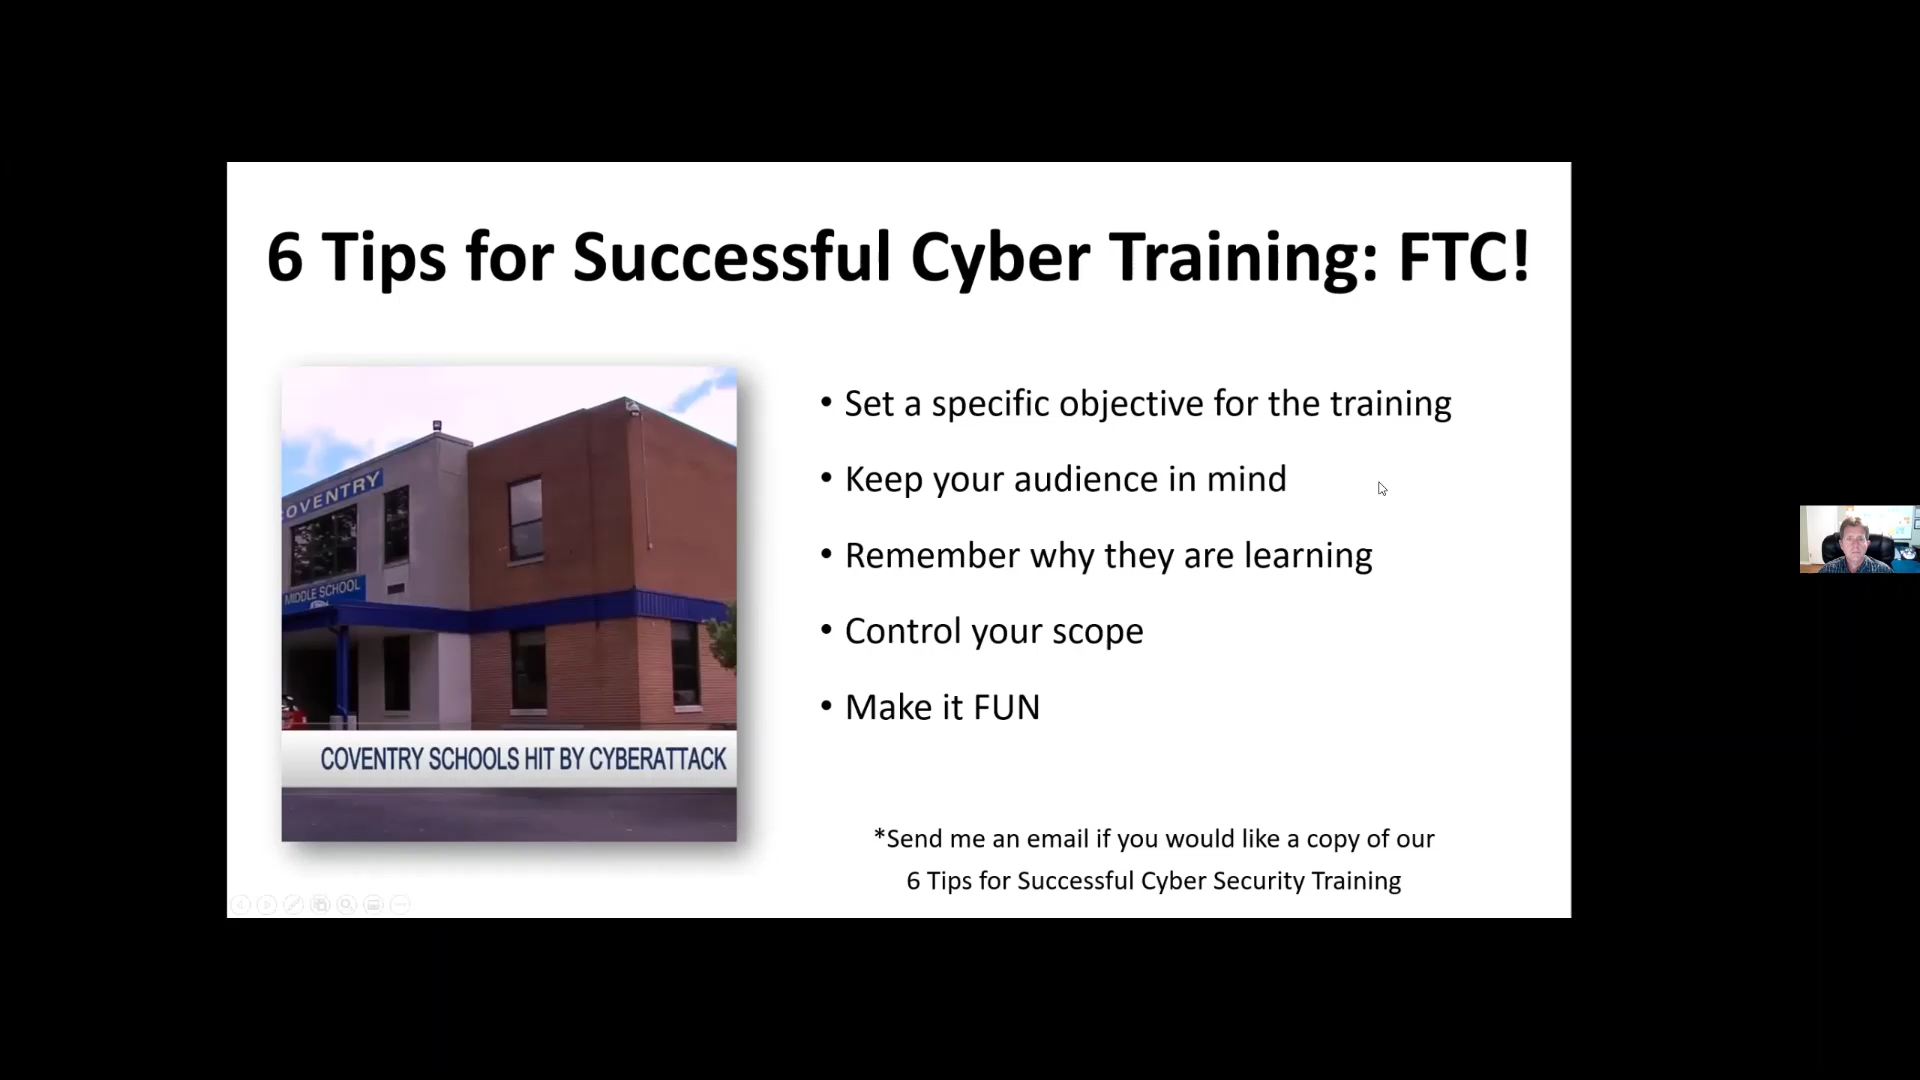 6 Tips for Successful Cyber Training: FTC!
COVENTRY
MIDDLE SCHOOL
COVENTRY SCHOOLS HIT BY CYBERATTACK
• Set a specific objective for the training
• Keep your audience in mind
• Remember why they are learning
• Control your scope
• Make it FUN
*Send me an email if you would like a copy of our
6 Tips for Successful Cyber Security Training